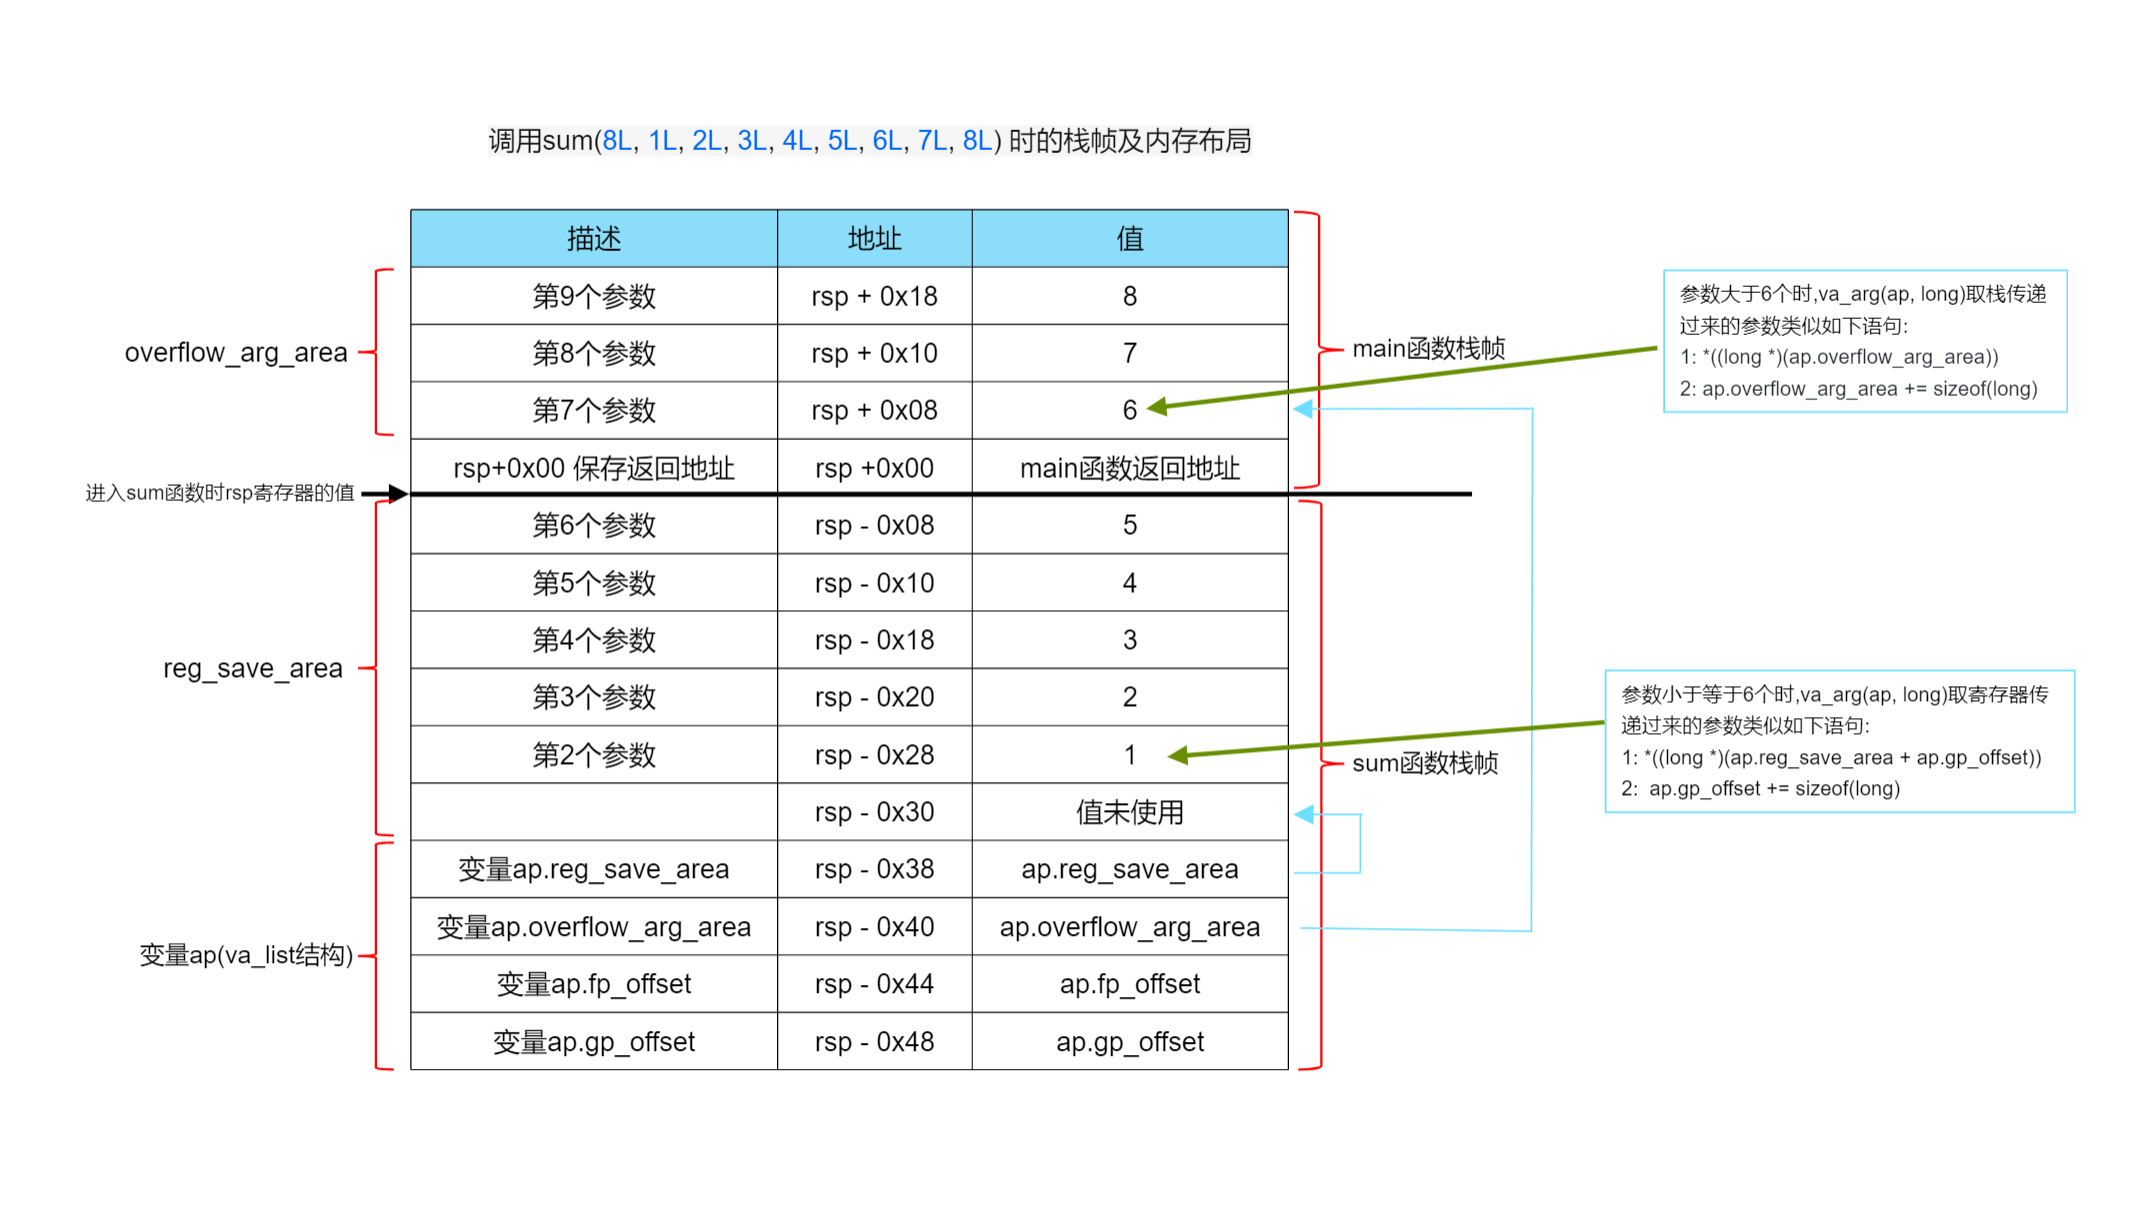 调用sum(8L, 1L, 2L, 3L, 4L, 5L, 6L, 7L, 8L) 时的栈帧及内存布局
描述 地址 值
第9个参数 rsp + 0x18 8
第8个参数 rsp + 0x10 7
第7个参数 rsp + 0x08 6
rsp+0x00 保存返回地址 rsp +0x00 main函数返回地址
第6个参数 rsp - 0x08 5
第5个参数 rsp - 0x10 4
第4个参数 rsp - 0x18 3
第3个参数 rsp - 0x20 2
第2个参数 rsp - 0x28 1
rsp - 0x30 值未使用
变量ap.reg_save_area rsp - 0x38 ap.reg_save_area
变量ap.overflow_arg_area rsp - 0x40 ap.overflow_arg_area
变量ap.fp_offset rsp - 0x44 ap.fp_offset
变量ap.gp_offset rsp - 0x48 ap.gp_offset
overflow_arg_area
进入sum函数时rsp寄存器的值
reg_save_area
变量ap(va_list结构)
main函数栈帧
sum函数栈帧
参数大于6个时,va_arg(ap, long)取栈传递
过来的参数类似如下语句:
1: *((long *)(ap.overflow_arg_area))
2: ap.overflow_arg_area += sizeof(long)
参数小于等于6个时,va_arg(ap, long)取寄存器传
递过来的参数类似如下语句:
1: *((long *)(ap.reg_save_area + ap.gp_offset))
2:  ap.gp_offset += sizeof(long)